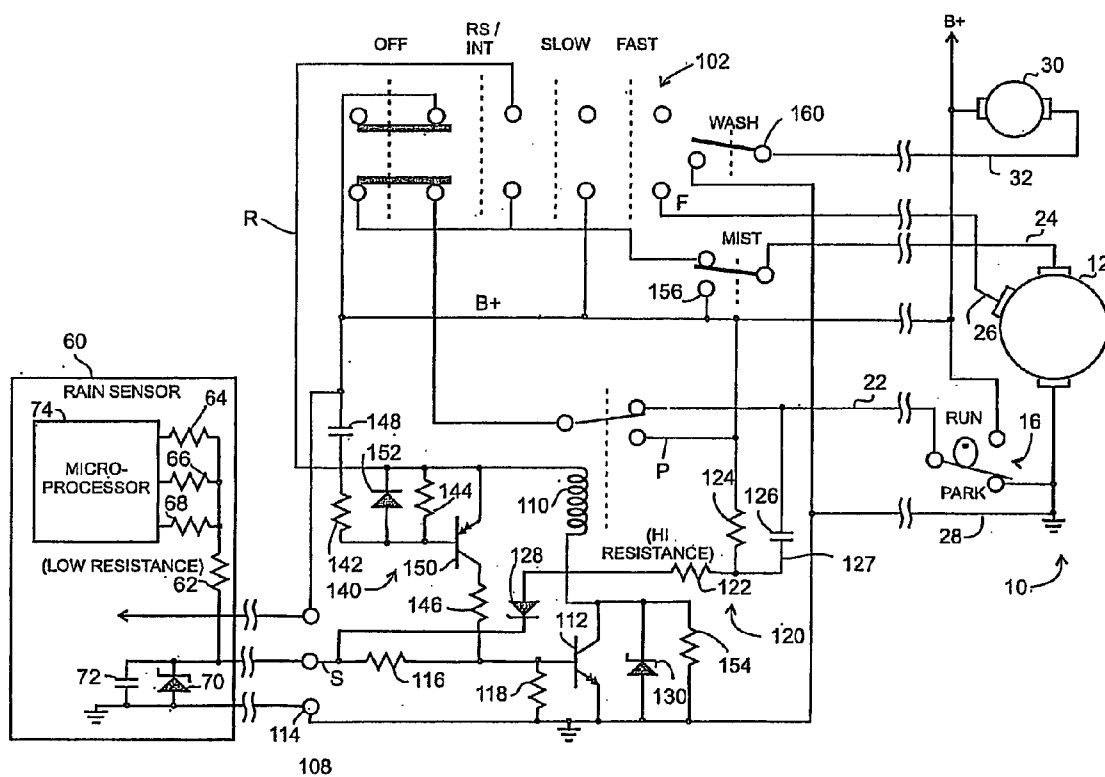 OFF
RS /
INT
SLOW
FAST
102
B+
30
WASH
160
32
R
F
24
12
MIST
156
B+
26
60
RAIN SENSOR
74
64
MICRO-
PROCESSOR
66
68
(LOW RESISTANCE)
62
148
152
144
142
140
150
146
110
128
112
P
22
RUN
16
PARK
28
124
126
(HI
RESISTANCE)
122
127
120
10
154
72
70
S
116
118
130
114
108